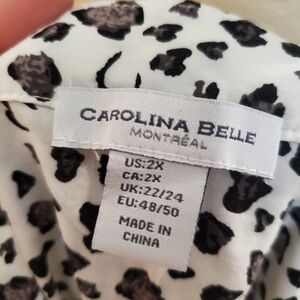 CAROLINA BELLE
MONTRÉAL
US:2X
CA:2X
UK:22/24
EU:48/50
MADE IN
CHINA